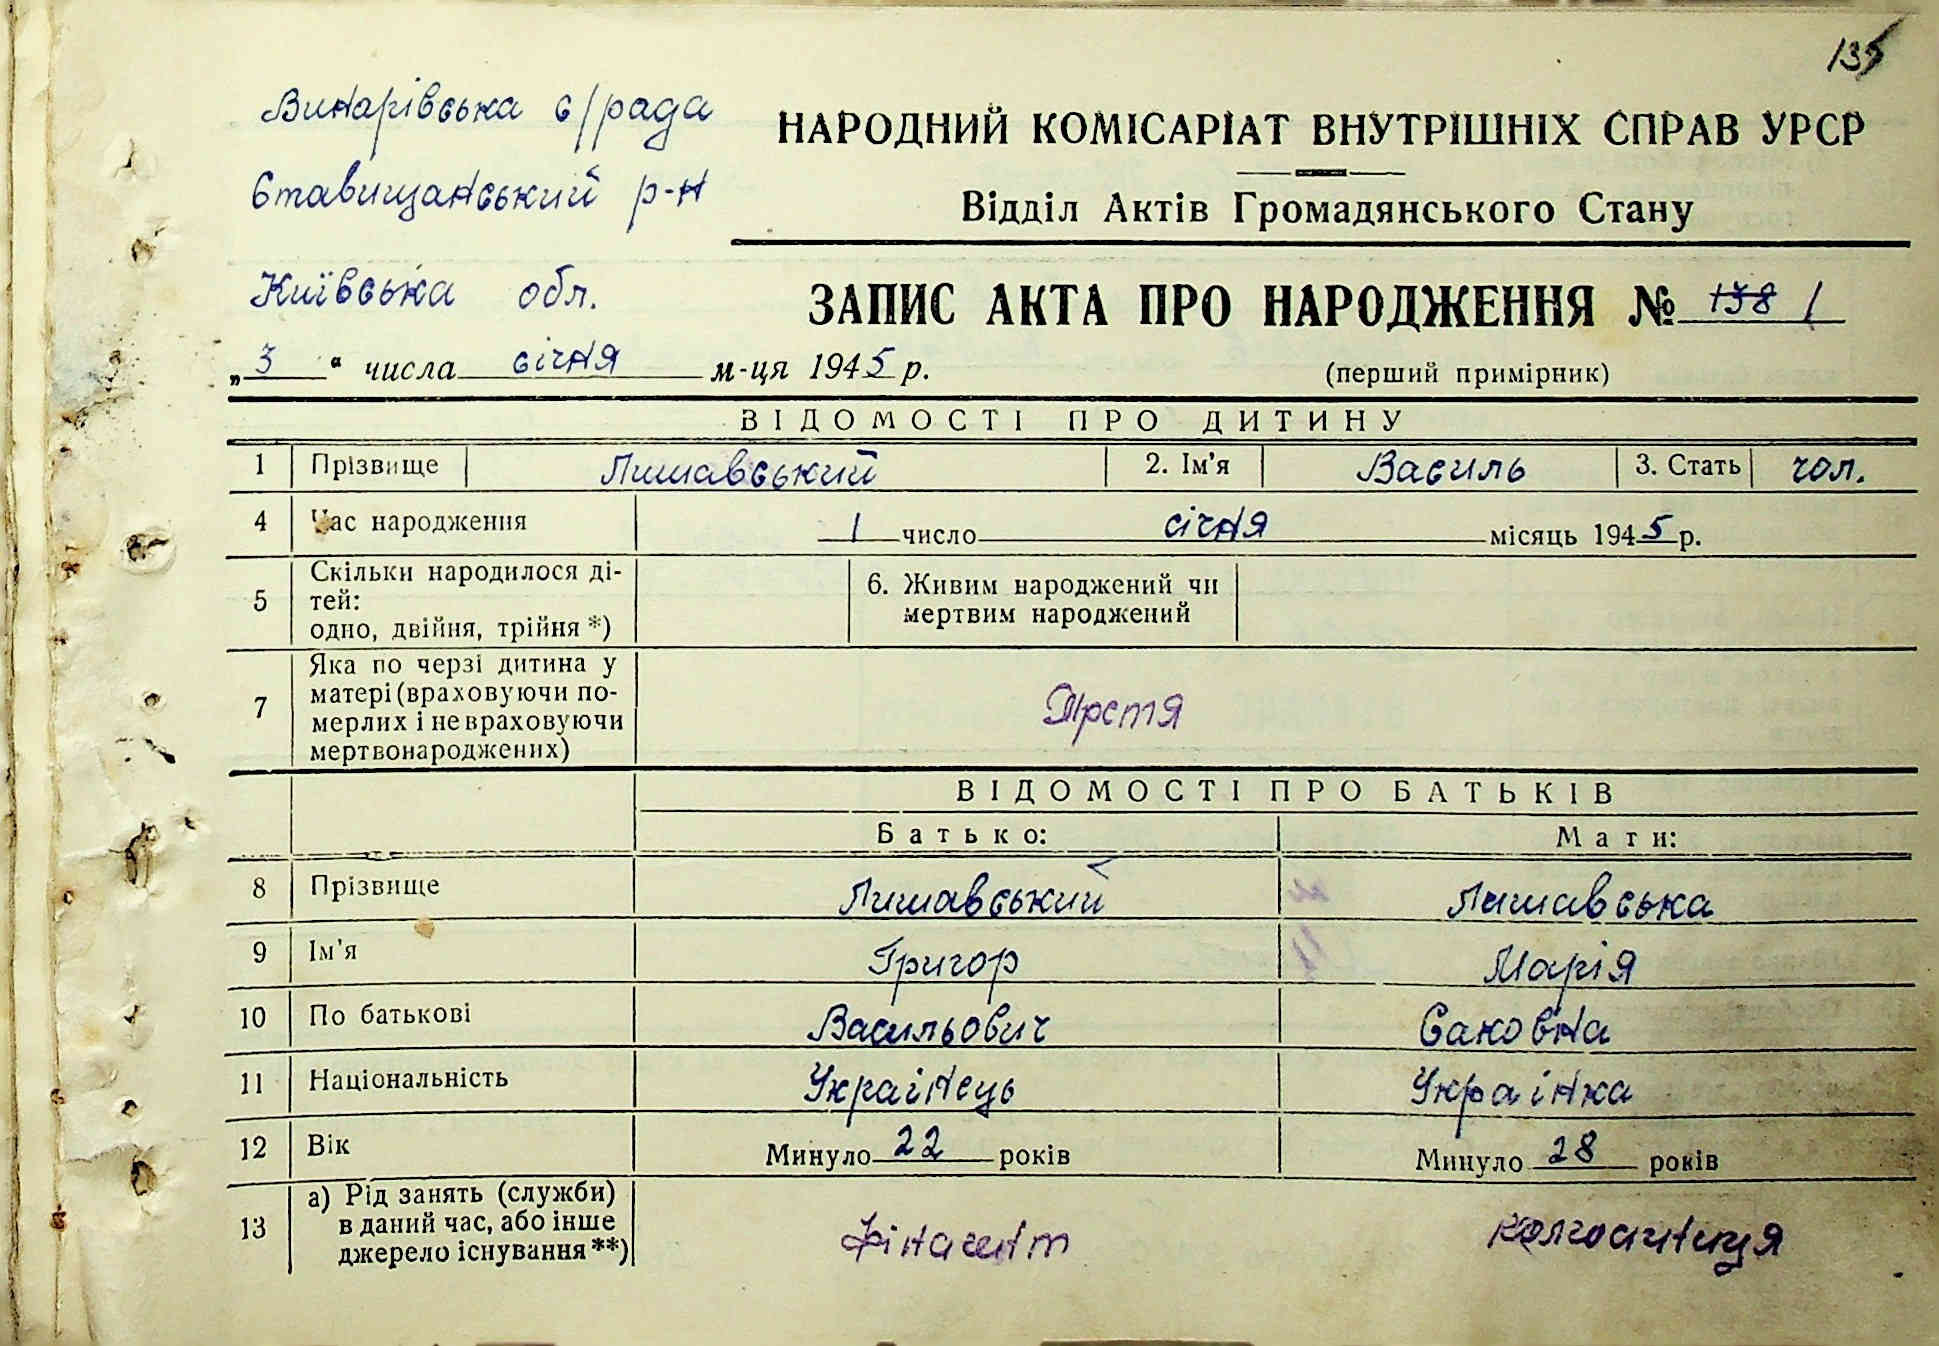 135
Винарівська с/рада
Ставищанський р-н
Київська обл.
НАРОДНИЙ КОМІСАРІАТ ВНУТРІШНІХ СПРАВ УРСР
Відділ Актів Громадянського Стану
ЗАПИС АКТА ПРО НАРОДЖЕННЯ № 138 1
„3" числа січня м-ця 1945 р.
(перший примірник)
ВІДОМОСТІ ПРО ДИТИНУ
1 Прізвище Лишавський 2. Ім'я Василь 3. Стать чол.
4 Час народження 1 число січня місяць 1945 р.
5 Скільки народилося ді-
тей:
одно, двійня, трійня *)
6. Живим народжений чи
мертвим народжений
7 Яка по черзі дитина у
матері (враховуючи по-
мерлих і не враховуючи
мертвонароджених)
Третя
ВІДОМОСТІ ПРО БАТЬКІВ
Батько: Мати:
8 Прізвище Лишавський Лишавська
9 Ім'я Григор Марія
10 По батькові Васильович Саковна
11 Національність Українець Українка
12 Вік Минуло 22 років Минуло 28 років
13 а) Рід занять (служби)
в даний час, або інше
джерело існування **)
фінагент колгоспниця